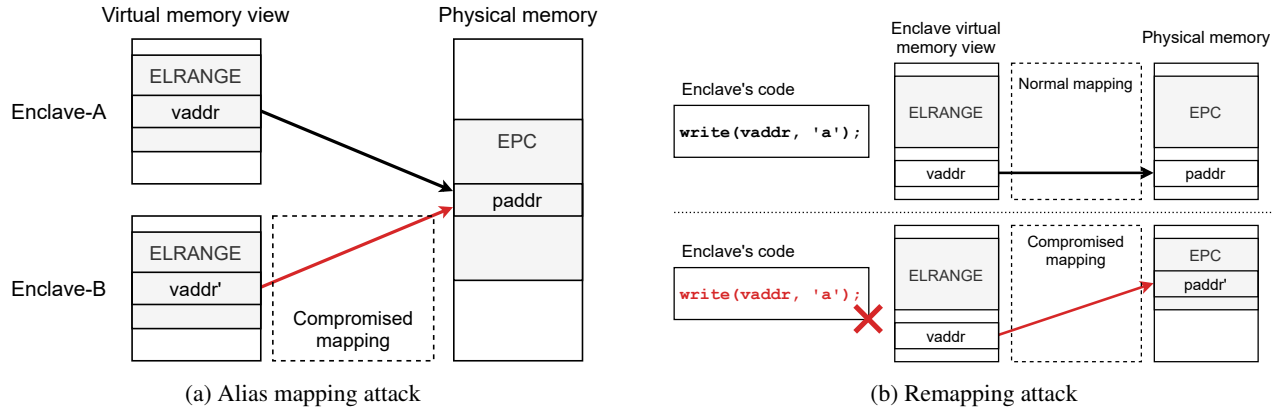 Virtual memory view
Physical memory
Enclave-A
ELRANGE
vaddr
EPC
paddr
Enclave-B
ELRANGE
vaddr'
Compromised
mapping
(a) Alias mapping attack
Enclave virtual
memory view
Physical memory
Enclave's code
write(vaddr, 'a');
ELRANGE
vaddr
Normal mapping
EPC
paddr
Enclave's code
write(vaddr, 'a');
ELRANGE
vaddr
Compromised
mapping
EPC
paddr'
(b) Remapping attack